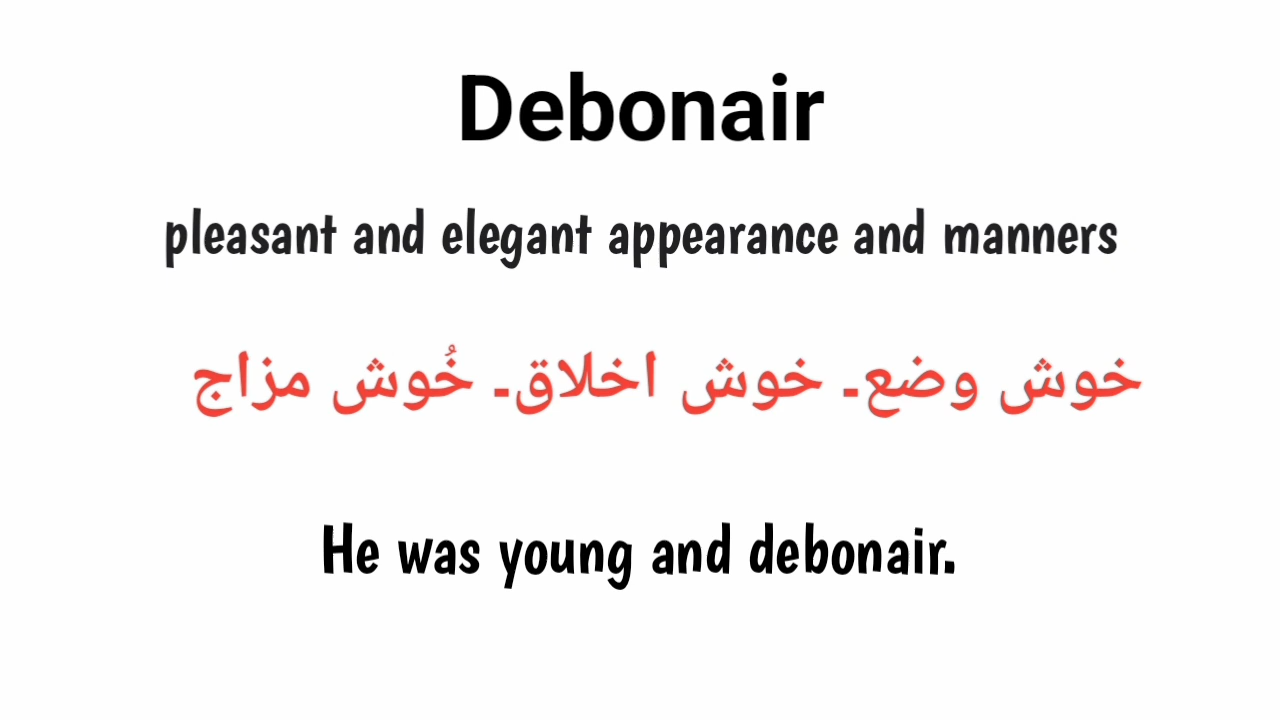 Debonair
pleasant and elegant appearance and manners
خوش وضع۔ خوش اخلاق۔ خُوش مزاج
He was young and debonair.